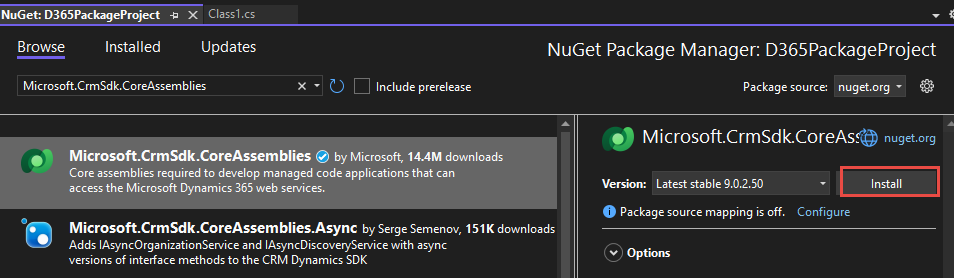 NuGet: D365PackageProject
Class1.cs
Browse Installed Updates
NuGet Package Manager: D365PackageProject
Microsoft.CrmSdk.CoreAssemblies
Include prerelease
Package source: nuget.org
Microsoft.CrmSdk.CoreAssemblies by Microsoft, 14.4M downloads
Core assemblies required to develop managed code applications that can
access the Microsoft Dynamics 365 web services.
Microsoft.CrmSdk.CoreAssemblies.Async by Serge Semenov, 151K downloads
Adds IAsyncOrganizationService and IAsyncDiscoveryService with async
versions of interface methods to the CRM Dynamics SDK
Microsoft.CrmSdk.CoreAss
nuget.org
Version: Latest stable 9.0.2.50 Install
Package source mapping is off. Configure
Options